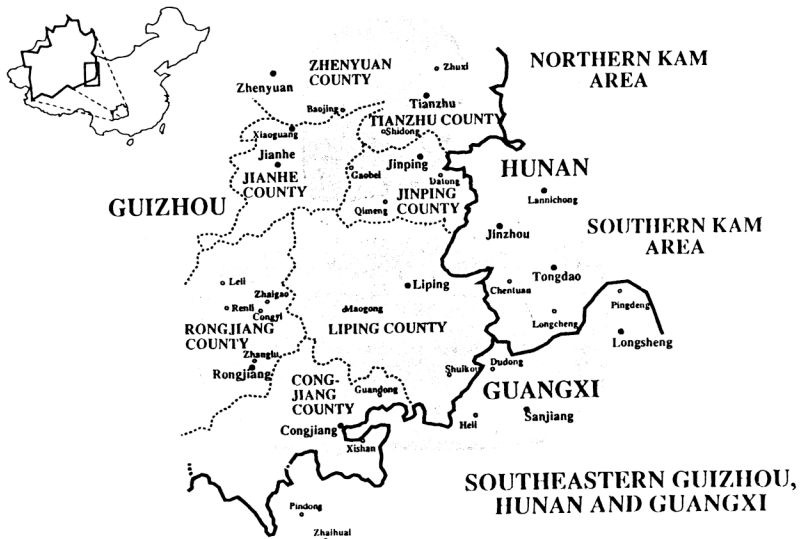 ZHENYUAN
COUNTY
NORTHERN KAM
AREA
Zhuxi
Zhenyuan
Tianzhu
Baojing
TIANZHU COUNTY
Xiaoguang
Shidong
Jianhe
Jinping
HUNAN
JIANHE
COUNTY
Gaobei
Datong
JINPING
COUNTY
Lannichong
GUIZHOU
Qimeng
Jinzhou
SOUTHERN KAM
AREA
Tongdao
Leli
Liping
Chentuan
Zhaigao
Pingdeng
Renli
Congyi
Maogong
Longcheng
RONGJIANG
COUNTY
LIPING COUNTY
Longsheng
Zhanglu
Dudong
Rongjiang
Shuikou
CONG-
JIANG
COUNTY
Guandong
GUANGXI
Heli
Sanjiang
Congjiang
Xishan
SOUTHEASTERN GUIZHOU,
HUNAN AND GUANGXI
Pindong
Zhaihuai